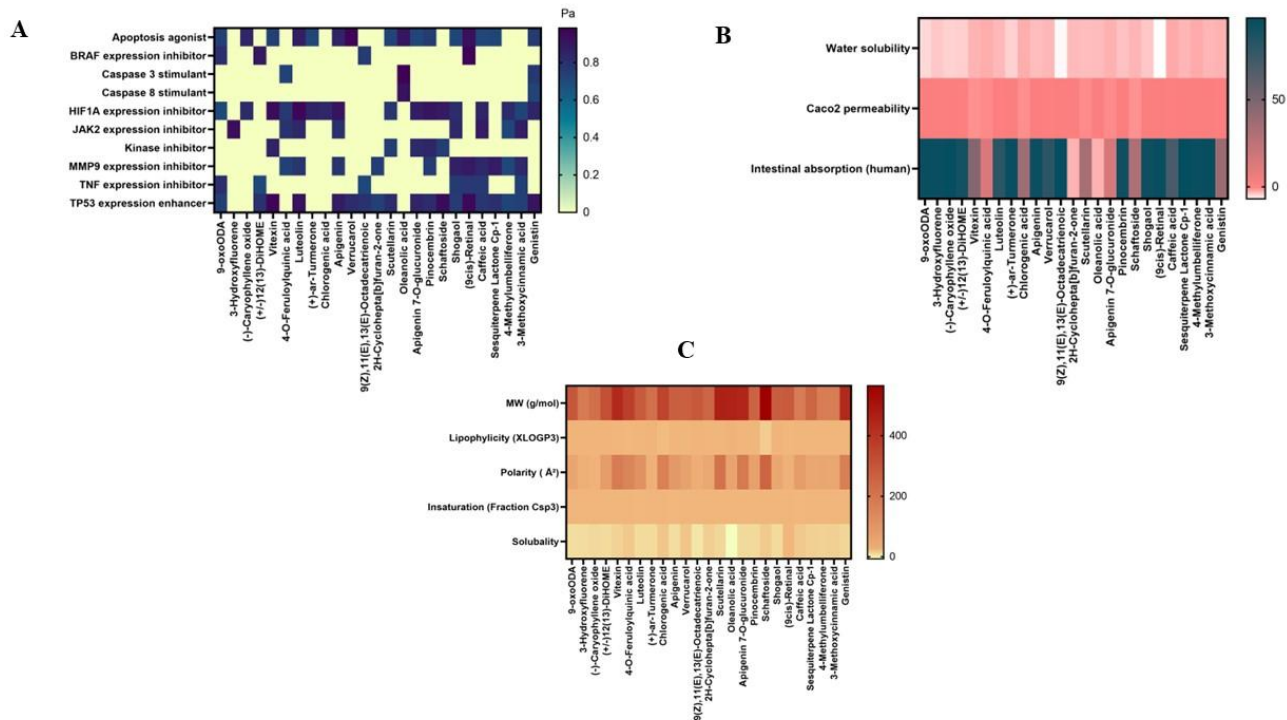 A
Apoptosis agonist
BRAF expression inhibitor
Caspase 3 stimulant
Caspase 8 stimulant
HIF1A expression inhibitor
JAK2 expression inhibitor
Kinase inhibitor
MMP9 expression inhibitor
TNF expression inhibitor
TP53 expression enhancer
Pa
0.8
0.6
0.4
0.2
0
9-oxoODA
3-Hydroxyfluorene
(-)-Caryophyllene oxide
(+/-)12(13)-DiHOME
Vitexin
4-O-Feruloylquinic acid
Luteolin
(+)-ar-Turmerone
Chlorogenic acid
Apigenin
Verrucarol
9(Z),11(E),13(E)-Octadecatrienoic
2H-Cyclohepta[b]furan-2-one
Scutellarin
Oleanolic acid
Apigenin 7-O-glucuronide
Pinocembrin
Schaftoside
Shogaol
(9cis)-Retinal
Caffeic acid
Sesquiterpene Lactone Cp-1
4-Methylumbelliferone
3-Methoxycinnamic acid
Genistin
B
Water solubility
Caco2 permeability
Intestinal absorption (human)
50
0
9-oxoODA
3-Hydroxyfluorene
(-)-Caryophyllene oxide
(+/-)12(13)-DiHOME
Vitexin
4-O-Feruloylquinic acid
Luteolin
(+)-ar-Turmerone
Chlorogenic acid
Apigenin
Verrucarol
9(Z),11(E),13(E)-Octadecatrienoic
2H-Cyclohepta[b]furan-2-one
Scutellarin
Oleanolic acid
Apigenin 7-O-glucuronide
Pinocembrin
Schaftoside
Shogaol
(9cis)-Retinal
Caffeic acid
Sesquiterpene Lactone Cp-1
4-Methylumbelliferone
3-Methoxycinnamic acid
Genistin
C
MW (g/mol)
Lipophylicity (XLOGP3)
Polarity ( Å²)
Insaturation (Fraction Csp3)
Solubality
400
200
0
9-oxoODA
3-Hydroxyfluorene
(-)-Caryophyllene oxide
(+/-)12(13)-DiHOME
Vitexin
4-O-Feruloylquinic acid
Luteolin
(+)-ar-Turmerone
Chlorogenic acid
Apigenin
Verrucarol
9(Z),11(E),13(E)-Octadecatrienoic
2H-Cyclohepta[b]furan-2-one
Scutellarin
Oleanolic acid
Apigenin 7-O-glucuronide
Pinocembrin
Schaftoside
Shogaol
(9cis)-Retinal
Caffeic acid
Sesquiterpene Lactone Cp-1
4-Methylumbelliferone
3-Methoxycinnamic acid
Genistin